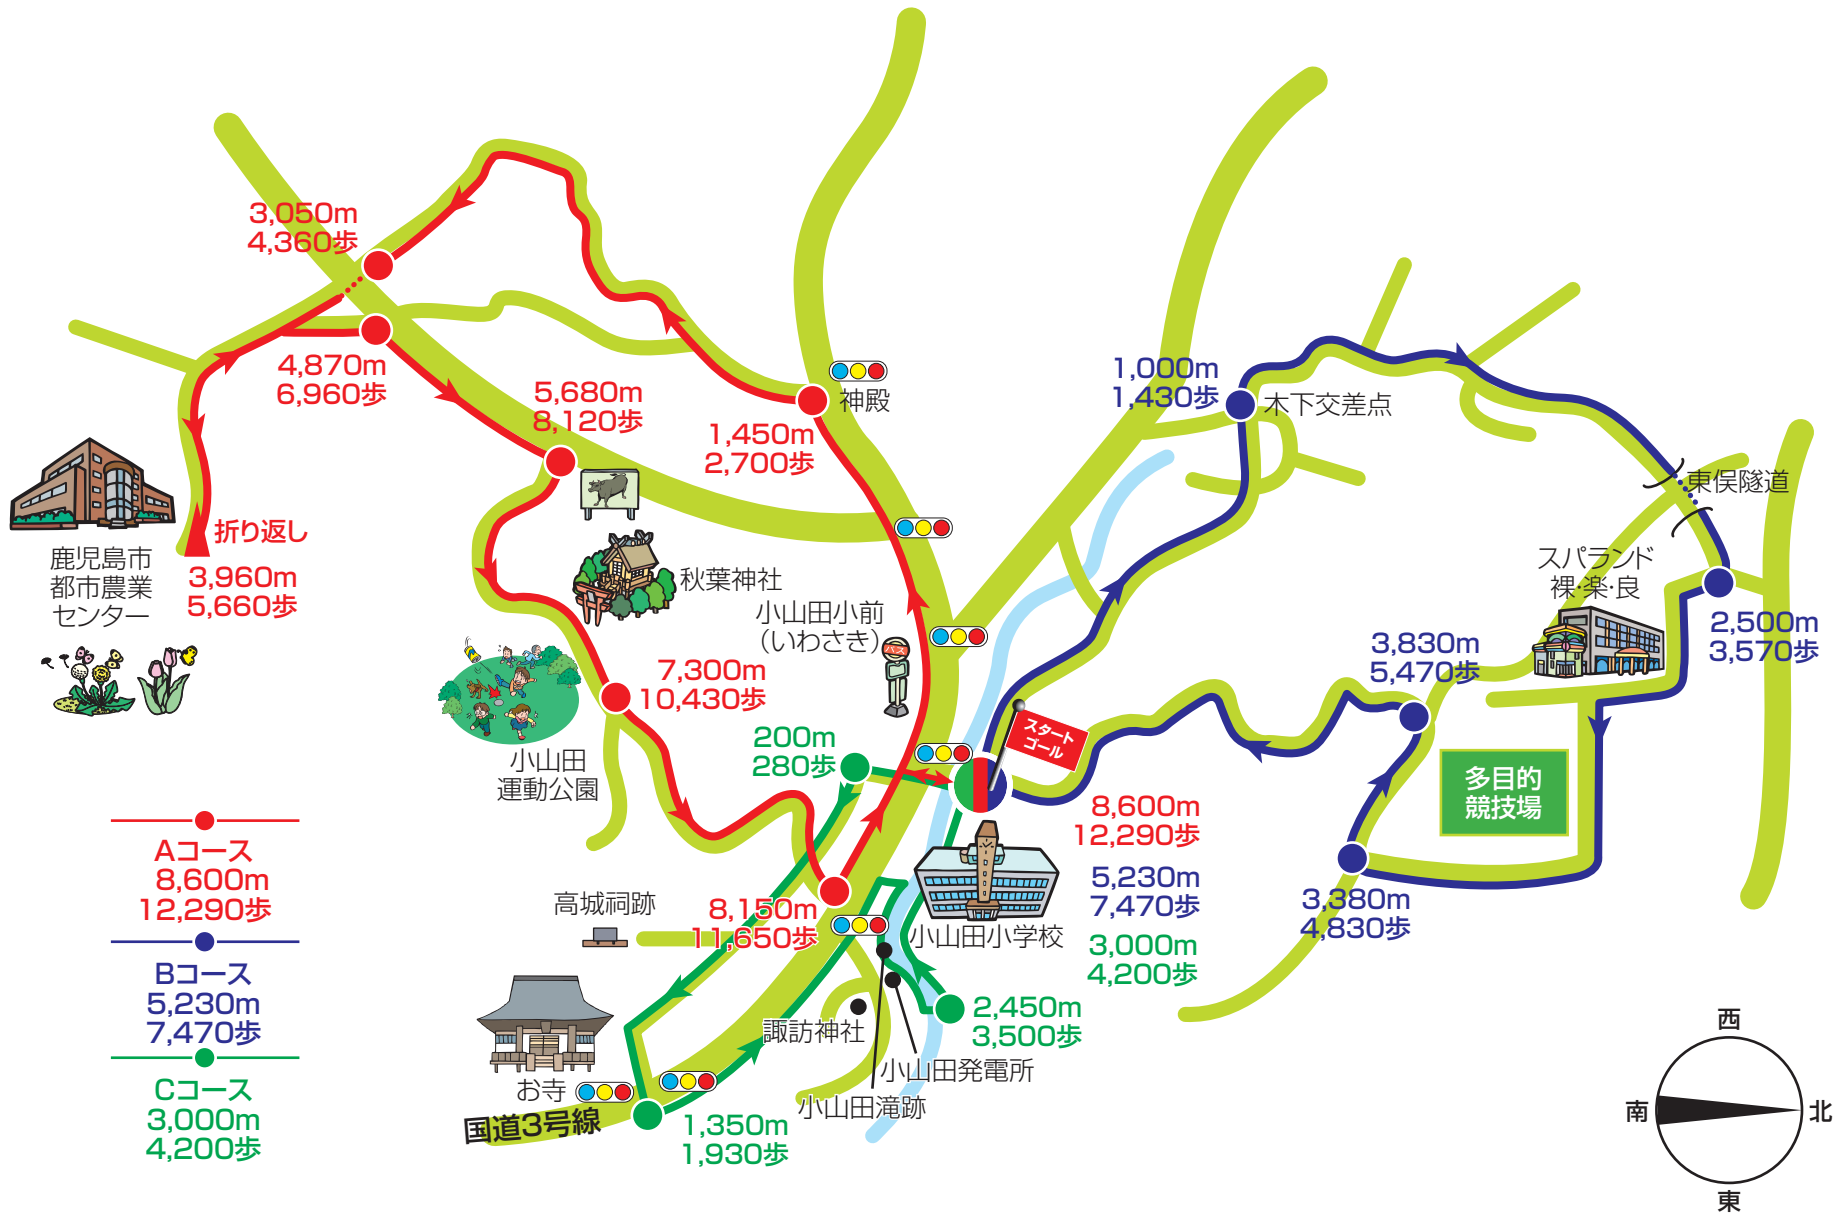 3,050m
4,360歩
4,870m
6,960歩
5,680m
8,120歩
神殿
1,450m
2,700歩
1,000m
1,430歩
木下交差点
東俣隧道
スパランド
裸・楽・良
2,500m
3,570歩
3,830m
5,470歩
折り返し
3,960m
5,660歩
鹿児島市
都市農業
センター
秋葉神社
小山田小前
（いわさき）
バス
7,300m
10,430歩
小山田
運動公園
200m
280歩
スタート
ゴール
多目的
競技場
8,600m
12,290歩
5,230m
7,470歩
3,000m
4,200歩
3,380m
4,830歩
Aコース
8,600m
12,290歩
Bコース
5,230m
7,470歩
Cコース
3,000m
4,200歩
高城祠跡
8,150m
11,650歩
小山田小学校
2,450m
3,500歩
諏訪神社
小山田発電所
小山田滝跡
お寺
国道3号線
1,350m
1,930歩
西
南
北
東